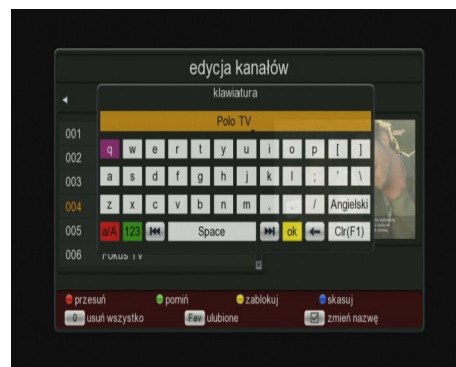 edycja kanałów
klawiatura
Polo TV
001
002
003
004
005
006 Fokus TV
q w e r t y u i o p [ ]
a s d f g h j k l ; ' \
z x c v b n m , . / Angielski
a/A 123 Space ok Clr(F1)
przesuń pomiń zablokuj skasuj
0 usuń wszystko Fav ulubione zmień nazwę